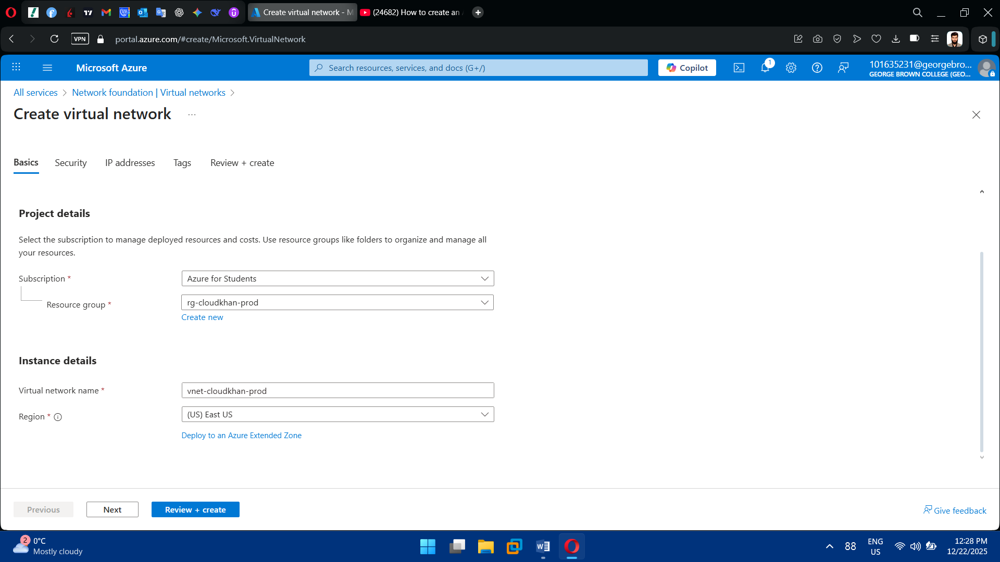 Create virtual network - M
(24682) How to create an
VPN
portal.azure.com/#create/Microsoft.VirtualNetwork
Microsoft Azure
Search resources, services, and docs (G+/)
Copilot
1
101635231@georgebro...
GEORGE BROWN COLLEGE (GEO...
All services > Network foundation | Virtual networks >
Create virtual network ...
Basics
Security
IP addresses
Tags
Review + create
Project details
Select the subscription to manage deployed resources and costs. Use resource groups like folders to organize and manage all
your resources.
Subscription *
Azure for Students
Resource group *
rg-cloudkhan-prod
Create new
Instance details
Virtual network name *
vnet-cloudkhan-prod
Region *
(US) East US
Deploy to an Azure Extended Zone
Previous
Next
Review + create
Give feedback
2
0°C
Mostly cloudy
88
ENG
US
12:28 PM
12/22/2025